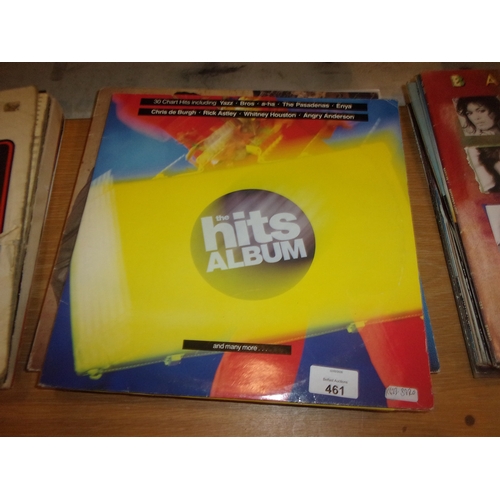 30 Chart Hits including Yazz · Bros · a-ha · The Pasadenas · Enya
Chris de Burgh · Rick Astley · Whitney Houston · Angry Anderson
the
hits
ALBUM
and many more . . . .
461
B A